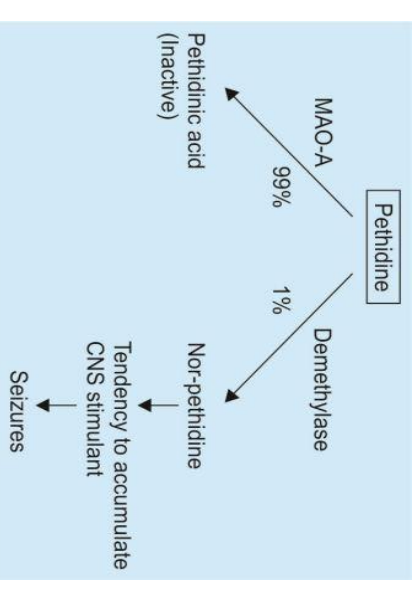 Pethidine
MAO-A
Demethylase
99%
1%
Pethidinic acid
(Inactive)
Nor-pethidine
Tendency to accumulate
CNS stimulant
Seizures